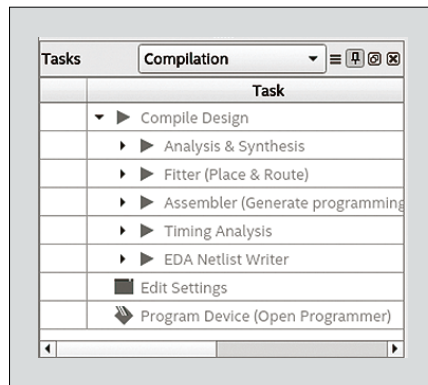 Tasks Compilation
Task
Compile Design
Analysis & Synthesis
Fitter (Place & Route)
Assembler (Generate programming
Timing Analysis
EDA Netlist Writer
Edit Settings
Program Device (Open Programmer)